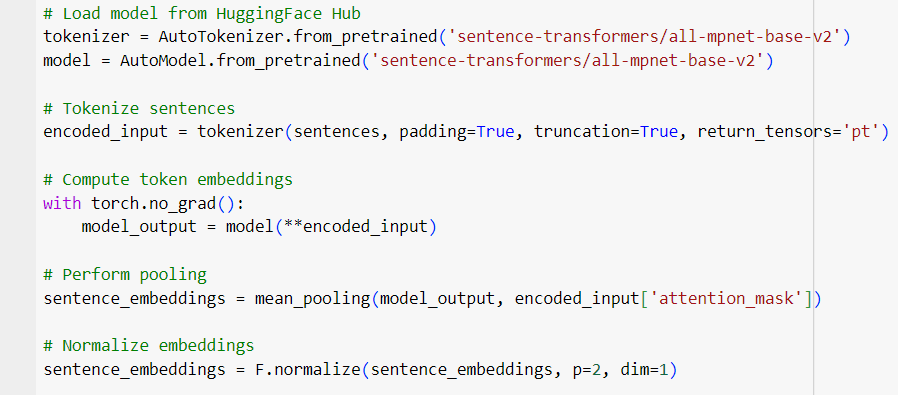 # Load model from HuggingFace Hub
tokenizer = AutoTokenizer.from_pretrained('sentence-transformers/all-mpnet-base-v2')
model = AutoModel.from_pretrained('sentence-transformers/all-mpnet-base-v2')
# Tokenize sentences
encoded_input = tokenizer(sentences, padding=True, truncation=True, return_tensors='pt')
# Compute token embeddings
with torch.no_grad():
    model_output = model(**encoded_input)
# Perform pooling
sentence_embeddings = mean_pooling(model_output, encoded_input['attention_mask'])
# Normalize embeddings
sentence_embeddings = F.normalize(sentence_embeddings, p=2, dim=1)